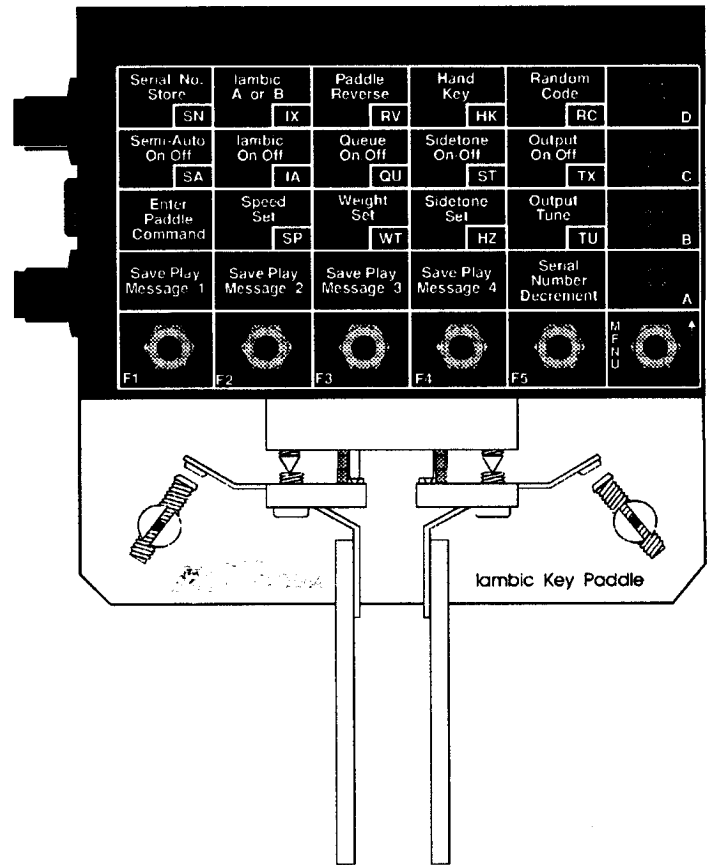 Serial No.
Store
SN
Iambic
A or B
IX
Paddle
Reverse
RV
Hand
Key
HK
Random
Code
RC
D
Semi-Auto
On Off
SA
Iambic
On Off
IA
Queue
On Off
QU
Sidetone
On Off
ST
Output
On Off
TX
C
Enter
Paddle
Command
Speed
Set
SP
Weight
Set
WT
Sidetone
Set
HZ
Output
Tune
TU
B
Save Play
Message 1
Save Play
Message 2
Save Play
Message 3
Save Play
Message 4
Serial
Number
Decrement
A
F1
F2
F3
F4
F5
MENU
Iambic Key Paddle